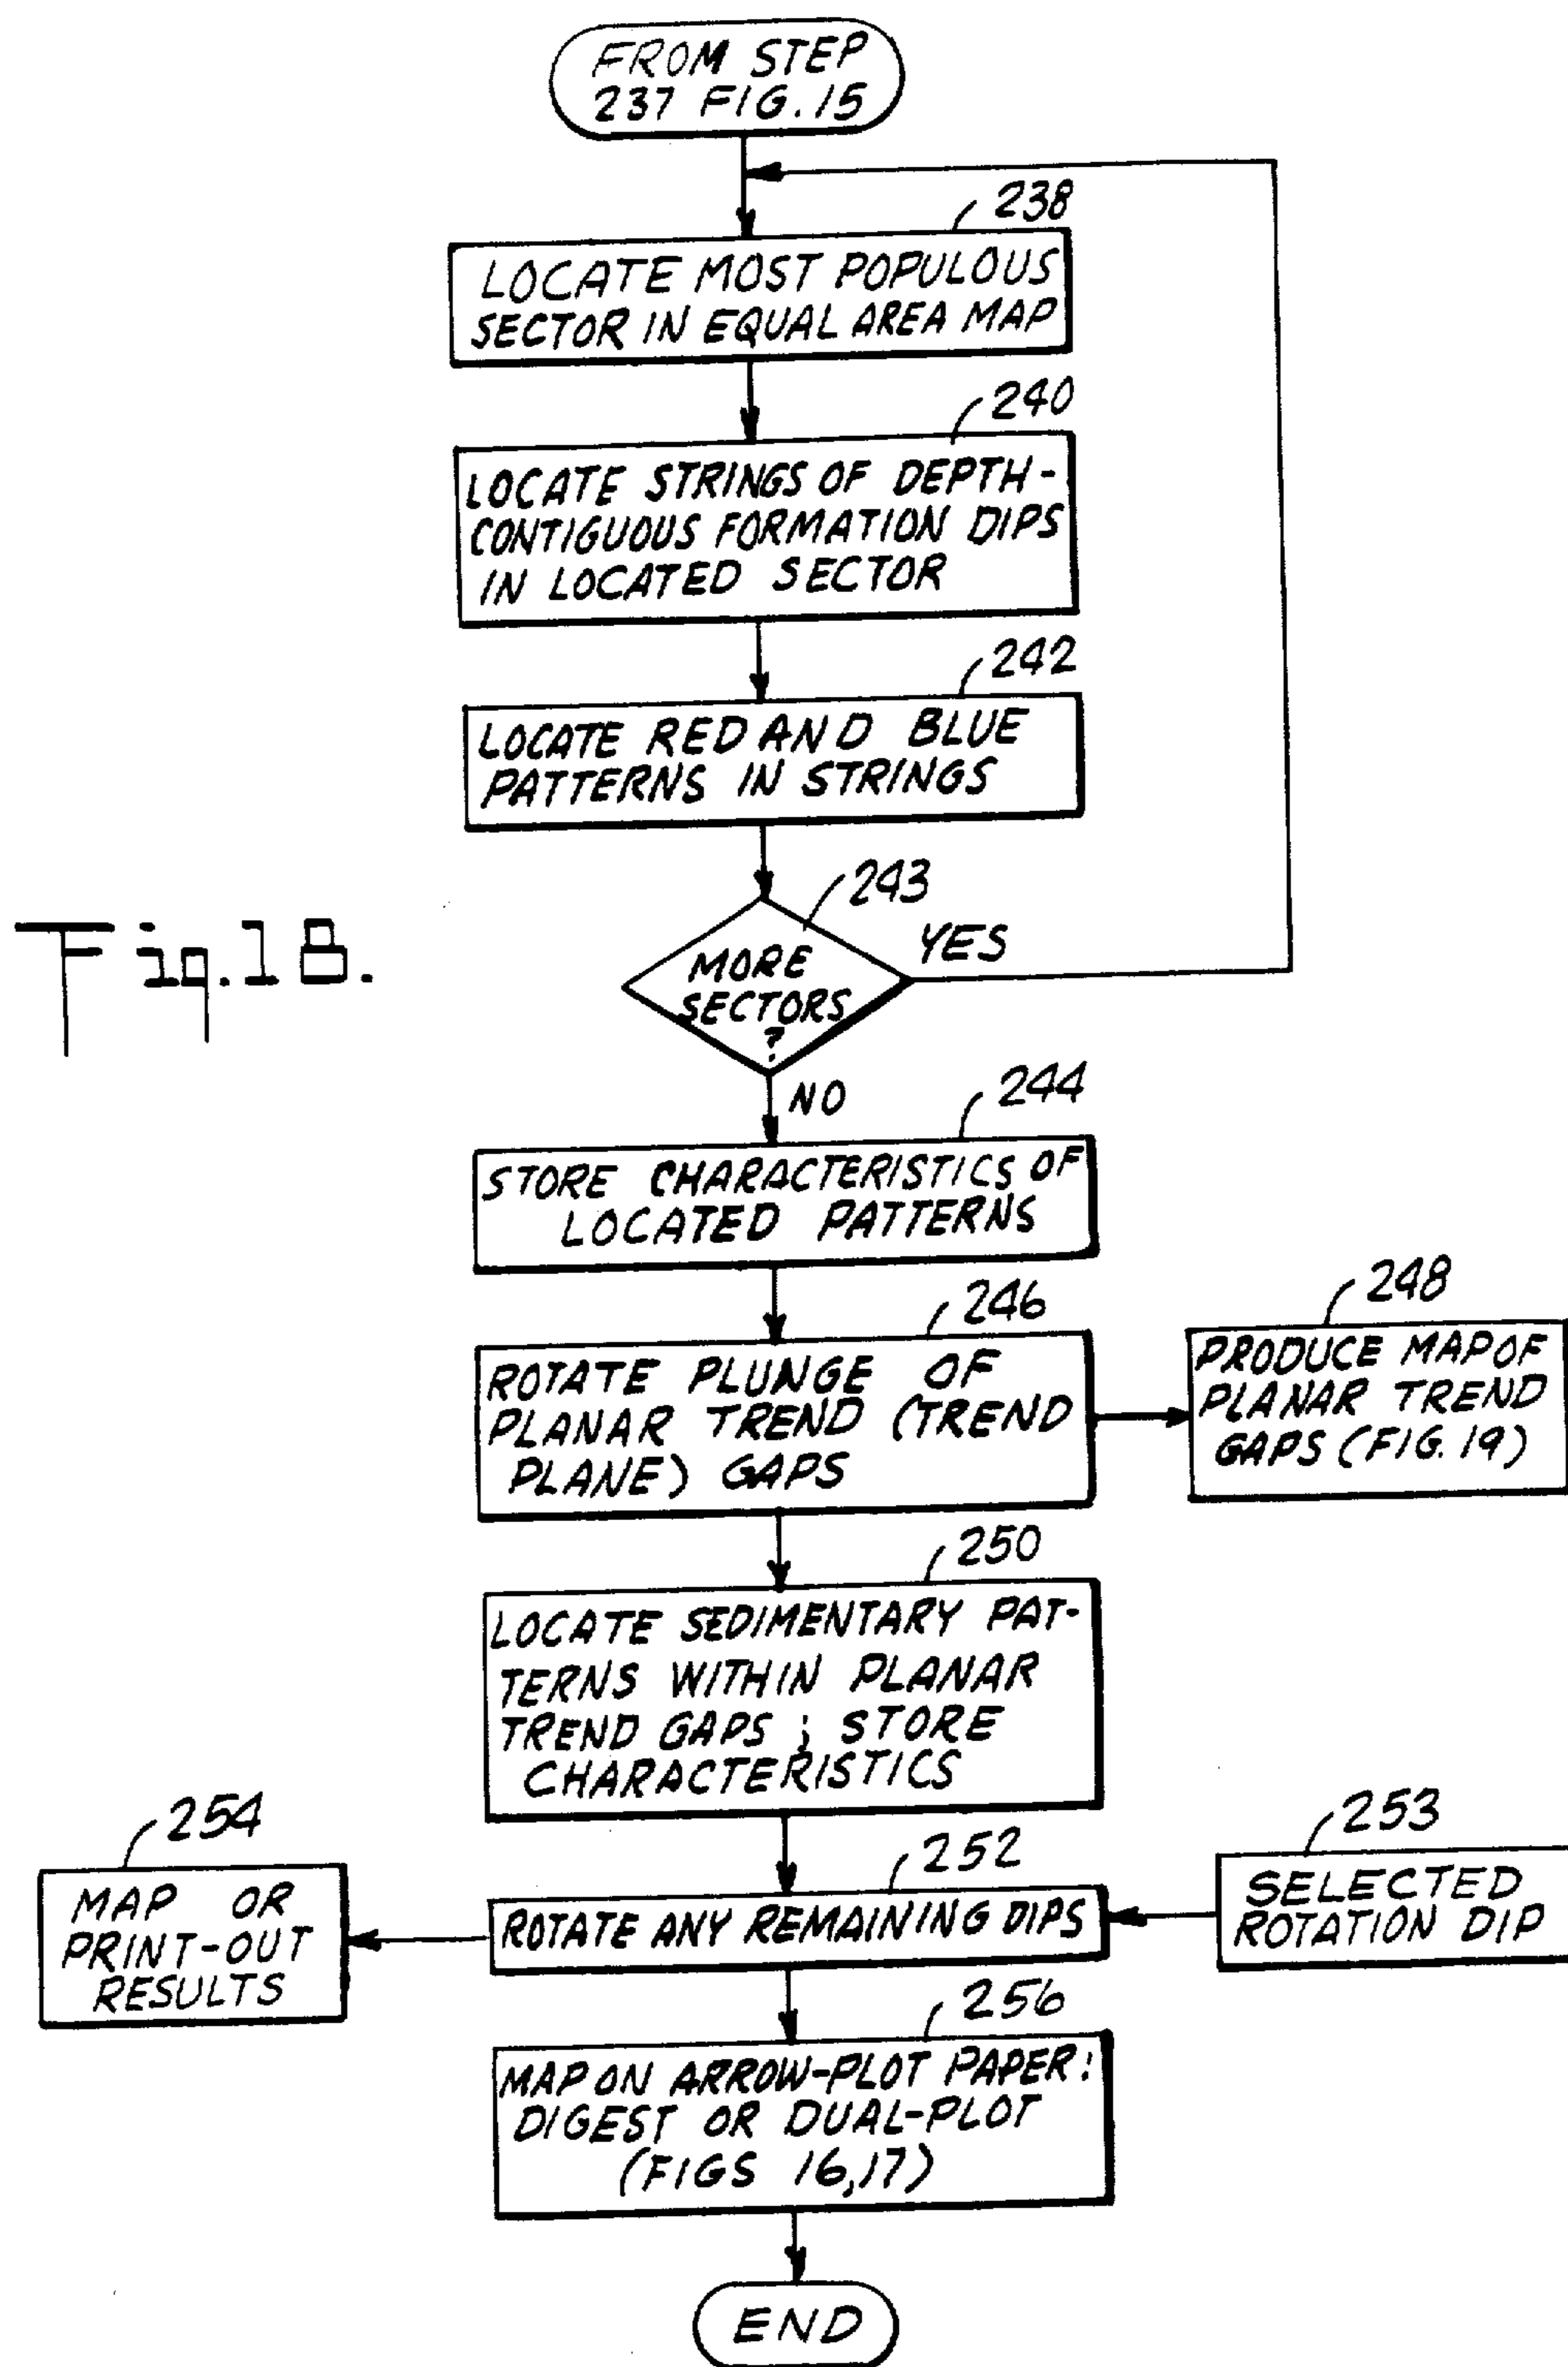 FROM STEP
237 FIG. 15
238
LOCATE MOST POPULOUS
SECTOR IN EQUAL AREA MAP
240
LOCATE STRINGS OF DEPTH-
CONTIGUOUS FORMATION DIPS
IN LOCATED SECTOR
242
LOCATE RED AND BLUE
PATTERNS IN STRINGS
243
MORE
SECTORS
?
YES
NO
Fig.18.
244
STORE CHARACTERISTICS OF
LOCATED PATTERNS
246
ROTATE PLUNGE OF
PLANAR TREND (TREND
PLANE) GAPS
248
PRODUCE MAP OF
PLANAR TREND
GAPS (FIG. 19)
250
LOCATE SEDIMENTARY PAT-
TERNS WITHIN PLANAR
TREND GAPS ; STORE
CHARACTERISTICS
252
ROTATE ANY REMAINING DIPS
253
SELECTED
ROTATION DIP
254
MAP OR
PRINT-OUT
RESULTS
256
MAP ON ARROW-PLOT PAPER:
DIGEST OR DUAL-PLOT
(FIGS 16,17)
END